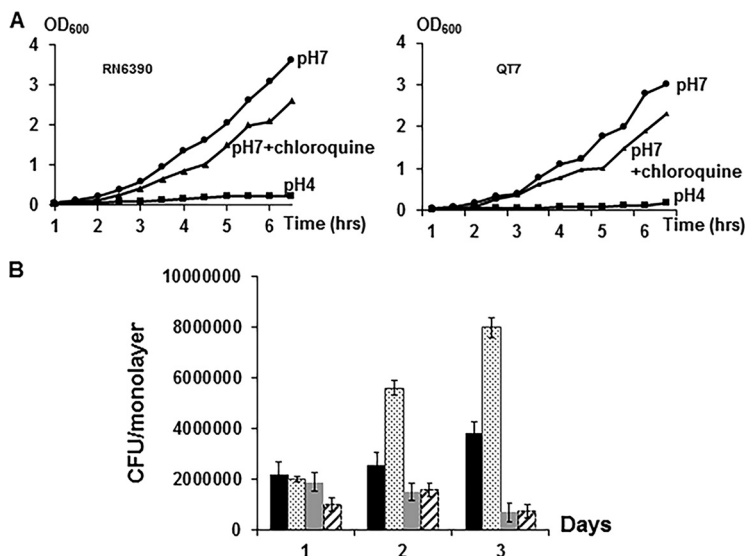 A
OD600
4
3
2
1
0
RN6390
pH7
pH7+chloroquine
pH4
1 2 3 4 5 6 Time (hrs)
OD600
4
3
2
1
0
QT7
pH7
pH7
+chloroquine
pH4
1 2 3 4 5 6 Time (hrs)
B
CFU/monolayer
10000000
8000000
6000000
4000000
2000000
0
1 2 3 Days